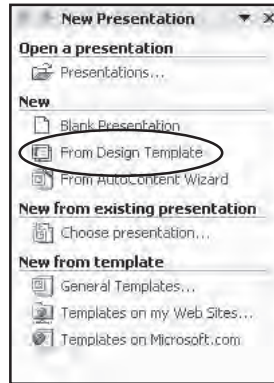 New Presentation
Open a presentation
Presentations...
New
Blank Presentation
From Design Template
From AutoContent Wizard
New from existing presentation
Choose presentation...
New from template
General Templates...
Templates on my Web Sites...
Templates on Microsoft.com